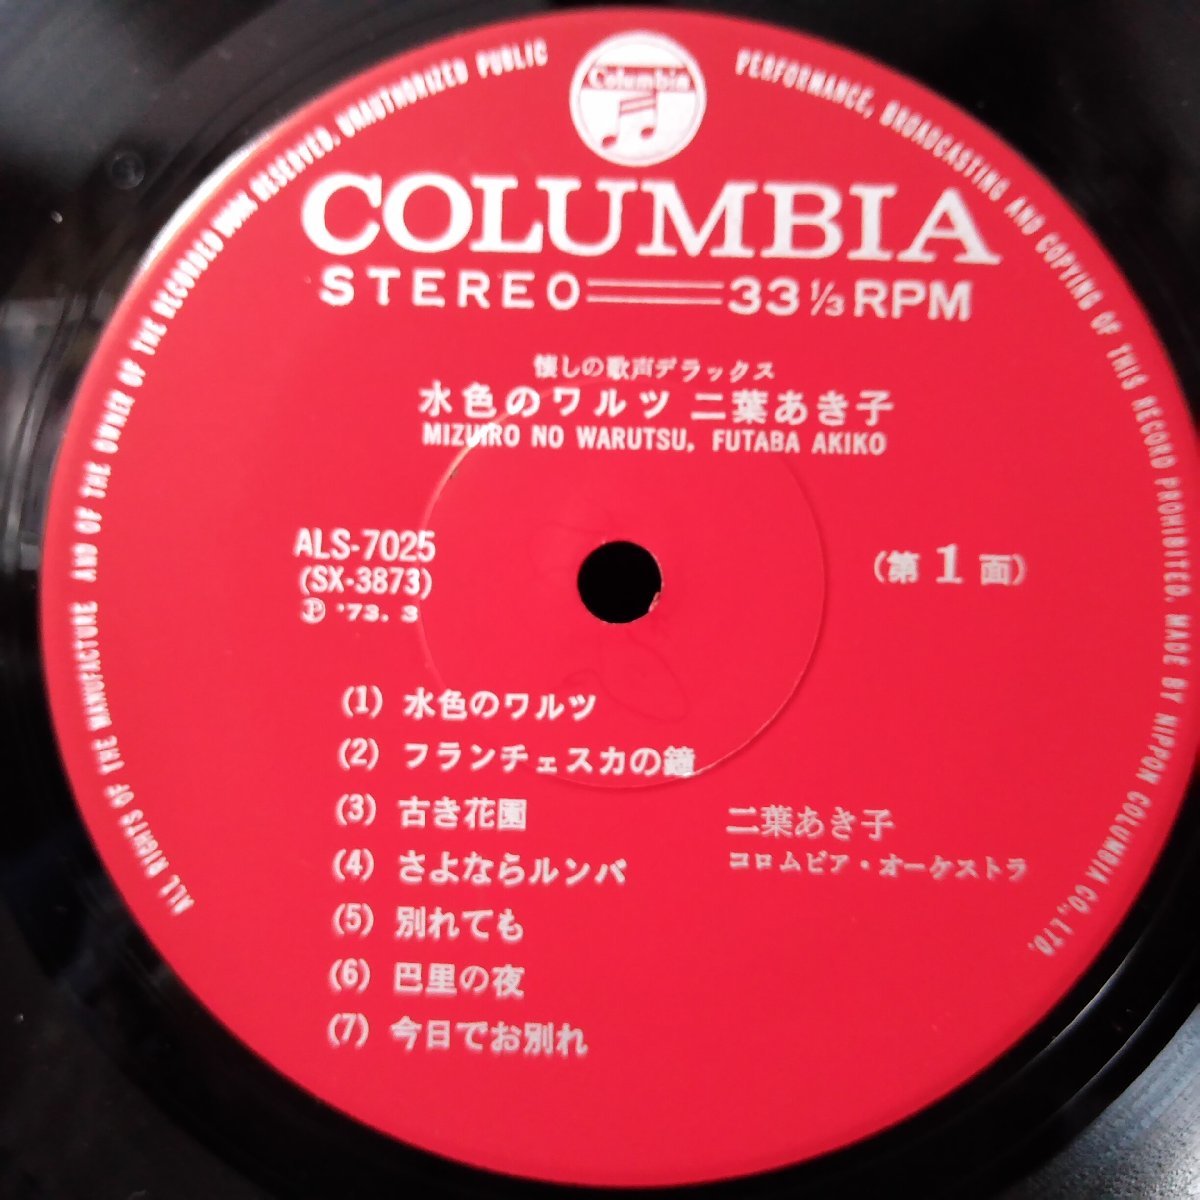 ALL RIGHTS OF THE MANUFACTURE AND OF THE OWNER OF THE RECORDED WORK RESERVED. UNAUTHORIZED PUBLIC PERFORMANCE, BROADCASTING AND COPYING OF THIS RECORD PROHIBITED. MADE BY NIPPON COLUMBIA CO., LTD.
Columbia
COLUMBIA
STEREO 33 1/3 RPM
懐しの歌声デラックス
水色のワルツ 二葉あき子
MIZUIRO NO WARUTSU, FUTABA AKIKO
ALS-7025
(SX-3873)
Ⓟ '73. 3
(第1面)
(1) 水色のワルツ
(2) フランチェスカの鐘
(3) 古き花園
(4) さよならルンバ
(5) 別れても
(6) 巴里の夜
(7) 今日でお別れ
二葉あき子
コロムビア・オーケストラ